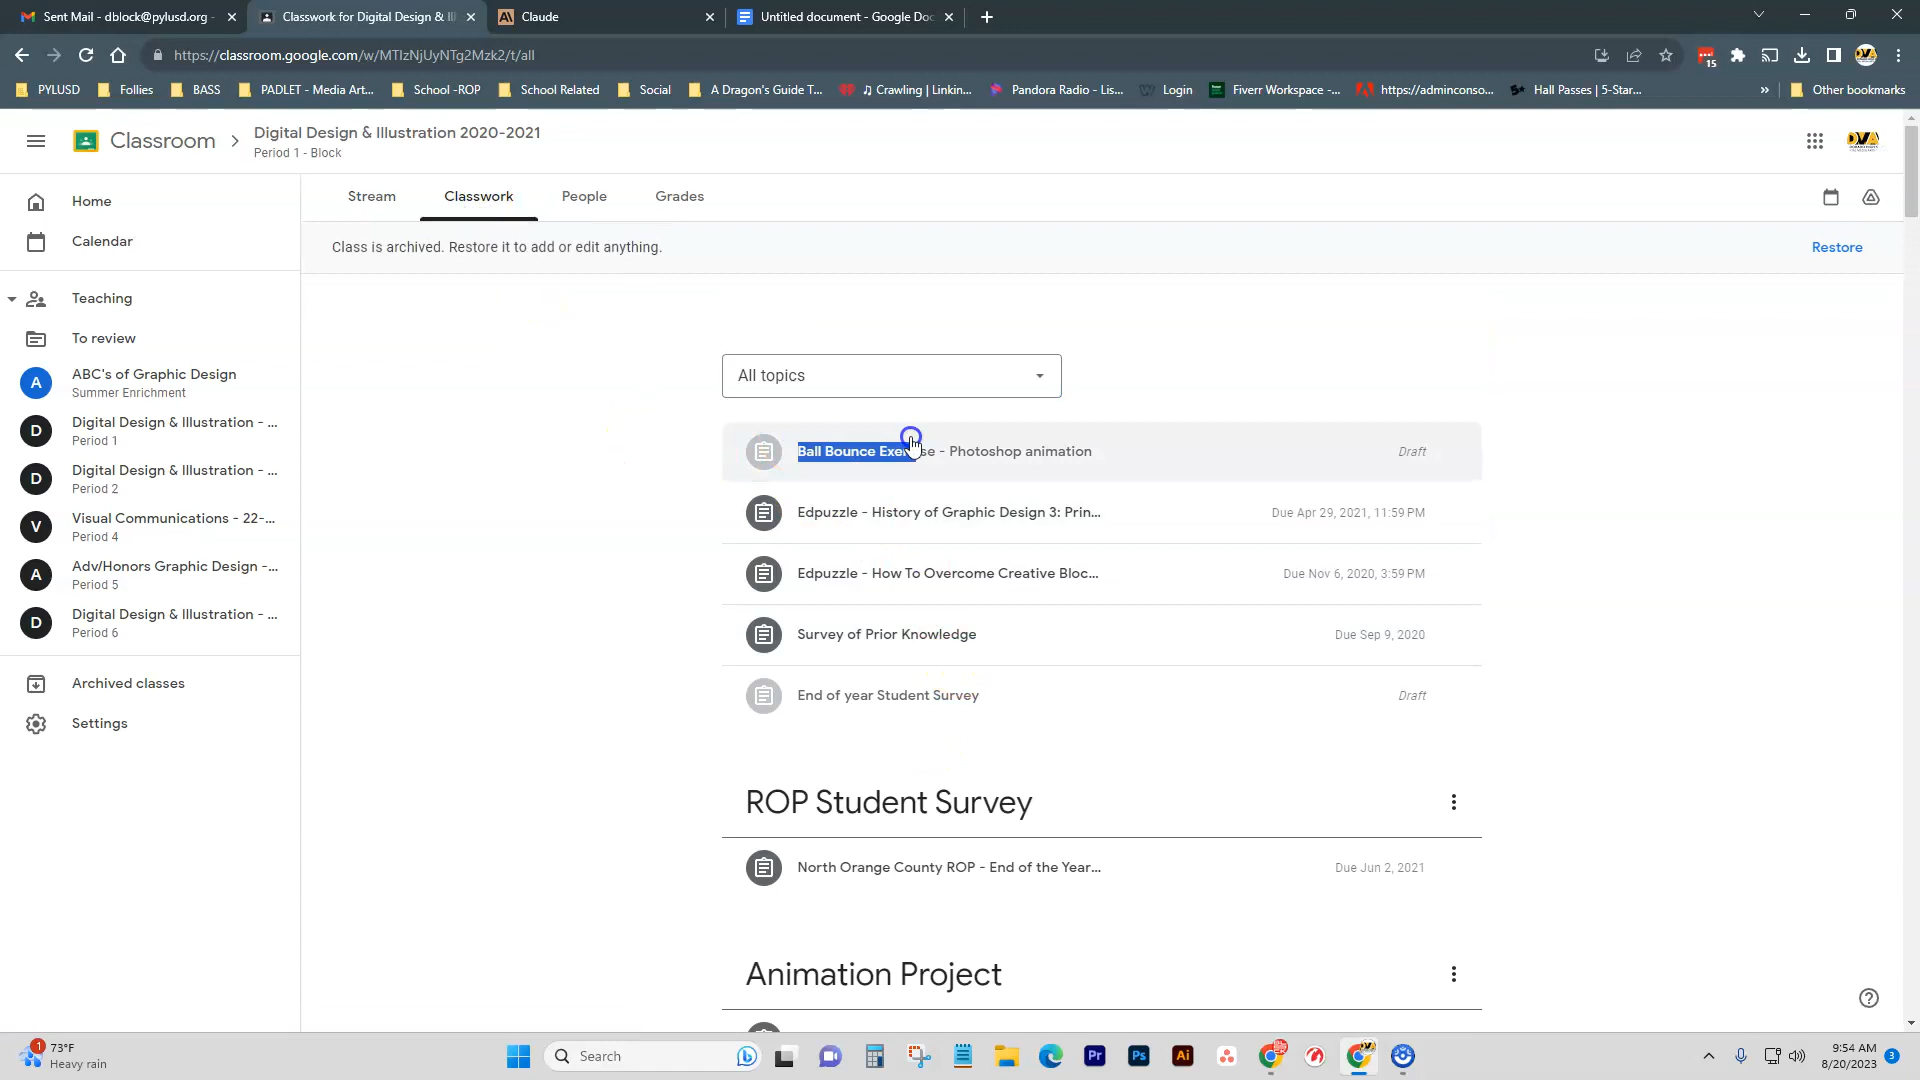 Sent Mail - dblock@pylusd.org -
Classwork for Digital Design & Ill
Claude
Untitled document - Google Doc
https://classroom.google.com/w/MTIzNjUyNTg2Mzk2/t/all
15
PYLUSD
Follies
BASS
PADLET - Media Art...
School -ROP
School Related
Social
A Dragon's Guide T...
♫ Crawling | Linkin...
Pandora Radio - Lis...
Login
Fiverr Workspace -...
https://adminconso...
Hall Passes | 5-Star...
»
Other bookmarks
Classroom
Digital Design & Illustration 2020-2021
Period 1 - Block
DVA
Home
Calendar
Stream
Classwork
People
Grades
Class is archived. Restore it to add or edit anything.
Restore
Teaching
To review
A
ABC's of Graphic Design
Summer Enrichment
D
Digital Design & Illustration - ...
Period 1
D
Digital Design & Illustration - ...
Period 2
V
Visual Communications - 22-...
Period 4
A
Adv/Honors Graphic Design -...
Period 5
D
Digital Design & Illustration - ...
Period 6
Archived classes
Settings
All topics
Ball Bounce Exercise - Photoshop animation
Draft
Edpuzzle - History of Graphic Design 3: Prin...
Due Apr 29, 2021, 11:59 PM
Edpuzzle - How To Overcome Creative Bloc...
Due Nov 6, 2020, 3:59 PM
Survey of Prior Knowledge
Due Sep 9, 2020
End of year Student Survey
Draft
ROP Student Survey
North Orange County ROP - End of the Year...
Due Jun 2, 2021
Animation Project
1
73°F
Heavy rain
Search
Pr
Ps
Ai
9:54 AM
8/20/2023
3